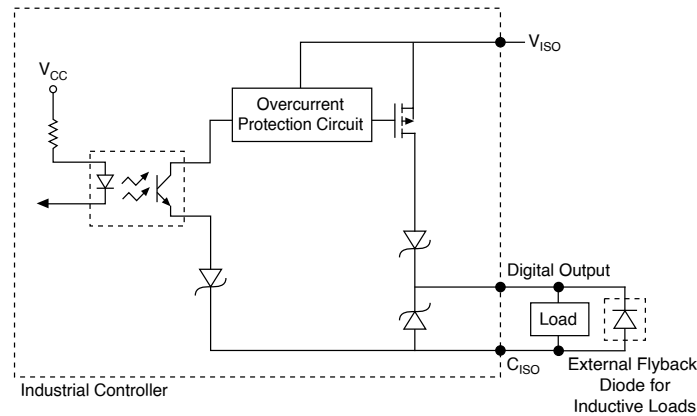 V_ISO
V_CC
Overcurrent
Protection Circuit
Digital Output
Load
C_ISO
External Flyback
Diode for
Inductive Loads
Industrial Controller